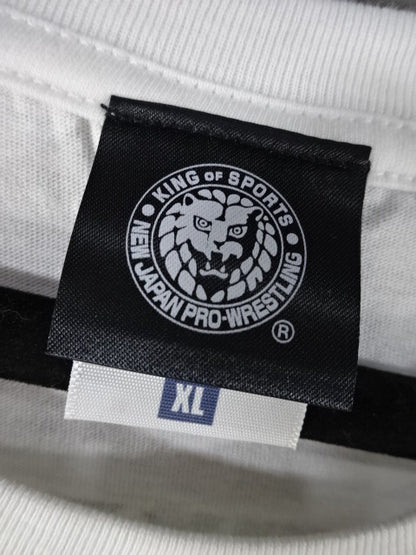 KING OF SPORTS
NEW JAPAN PRO-WRESTLING
®
XL